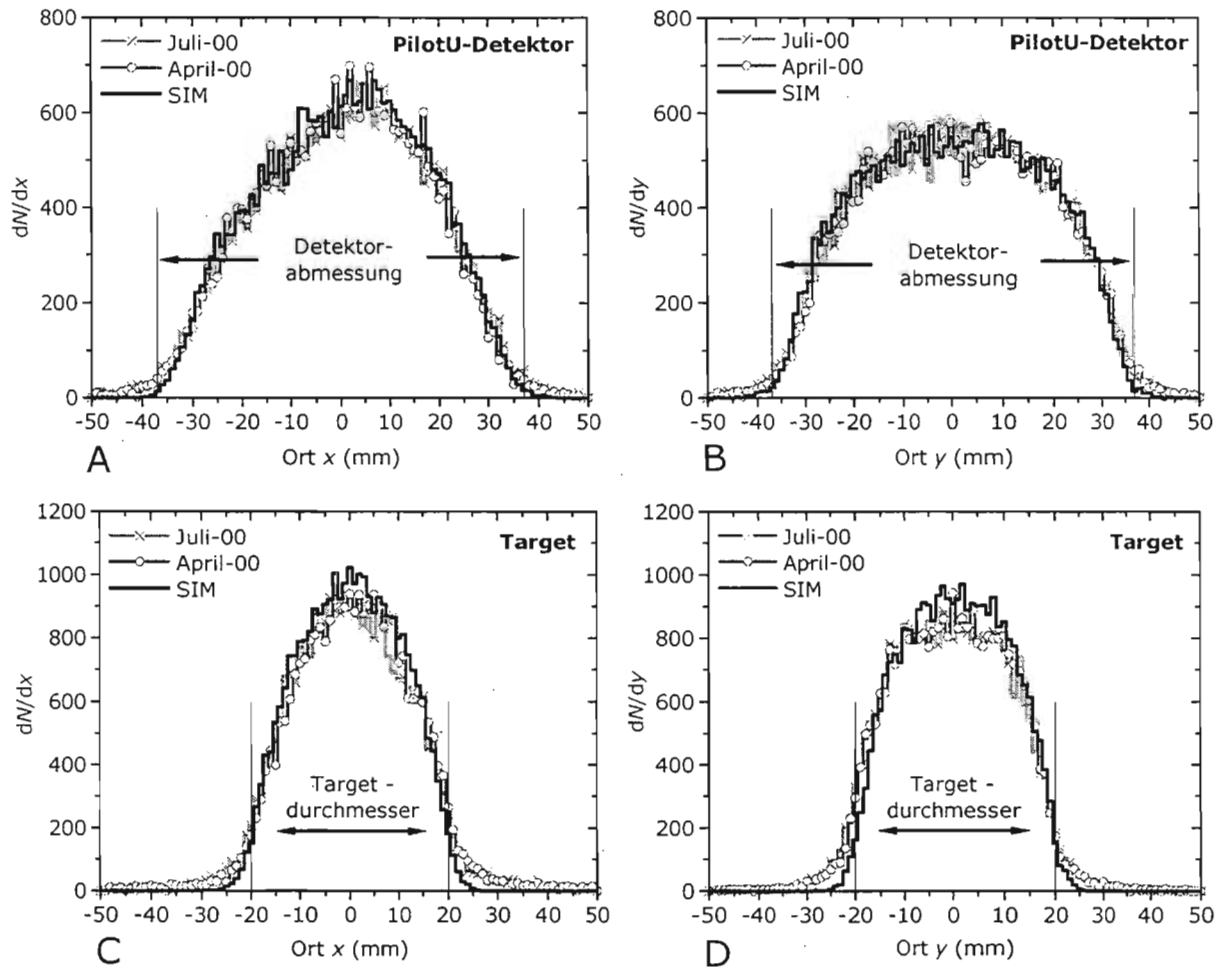 800
600
400
200
0
dN/dx
Juli-00
April-00
SIM
PilotU-Detektor
Detektor-
abmessung
-50 -40 -30 -20 -10 0 10 20 30 40 50
Ort x (mm)
A
800
600
400
200
0
dN/dy
Juli-00
April-00
SIM
PilotU-Detektor
Detektor-
abmessung
-50 -40 -30 -20 -10 0 10 20 30 40 50
Ort y (mm)
B
1200
1000
800
600
400
200
0
dN/dx
Juli-00
April-00
SIM
Target
Target -
durchmesser
-50 -40 -30 -20 -10 0 10 20 30 40 50
Ort x (mm)
C
1200
1000
800
600
400
200
0
dN/dy
Juli-00
April-00
SIM
Target
Target -
durchmesser
-50 -40 -30 -20 -10 0 10 20 30 40 50
Ort y (mm)
D